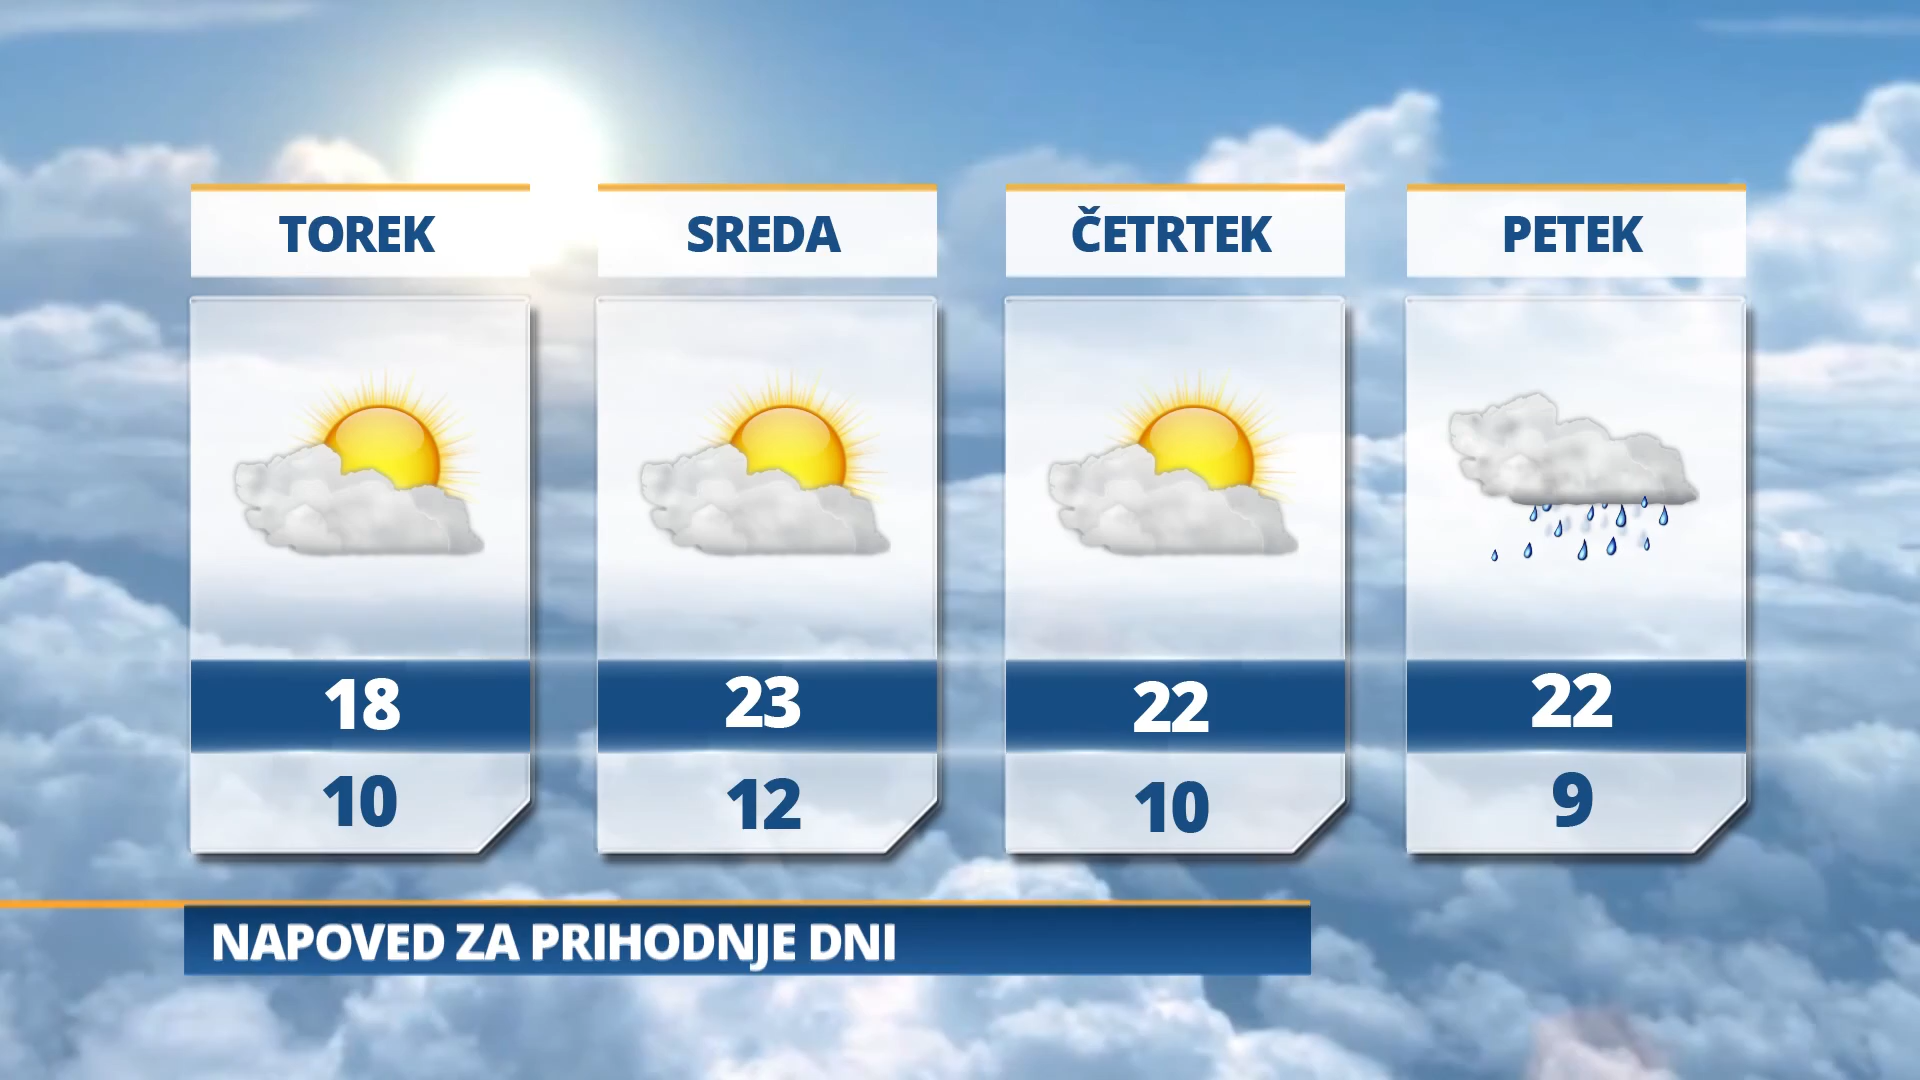 TOREK
SREDA
ČETRTEK
PETEK
18
23
22
22
10
12
10
9
NAPOVED ZA PRIHODNJE DNI